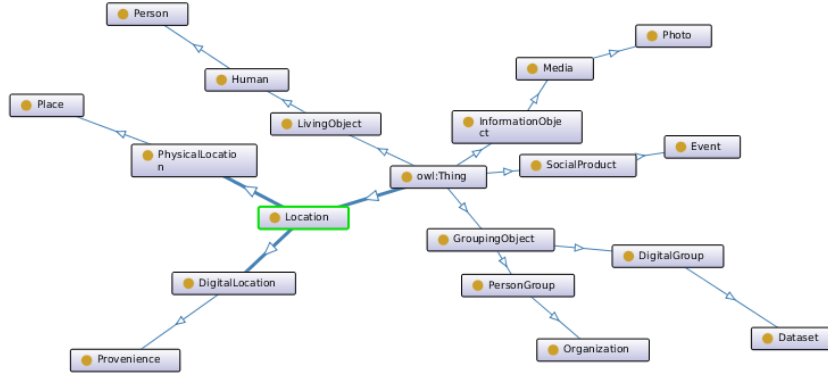 Person
Photo
Media
Human
Place
LivingObject
InformationObje
ct
Event
PhysicalLocatio
n
SocialProduct
owl:Thing
Location
GroupingObject
DigitalGroup
DigitalLocation
PersonGroup
Dataset
Organization
Provenience